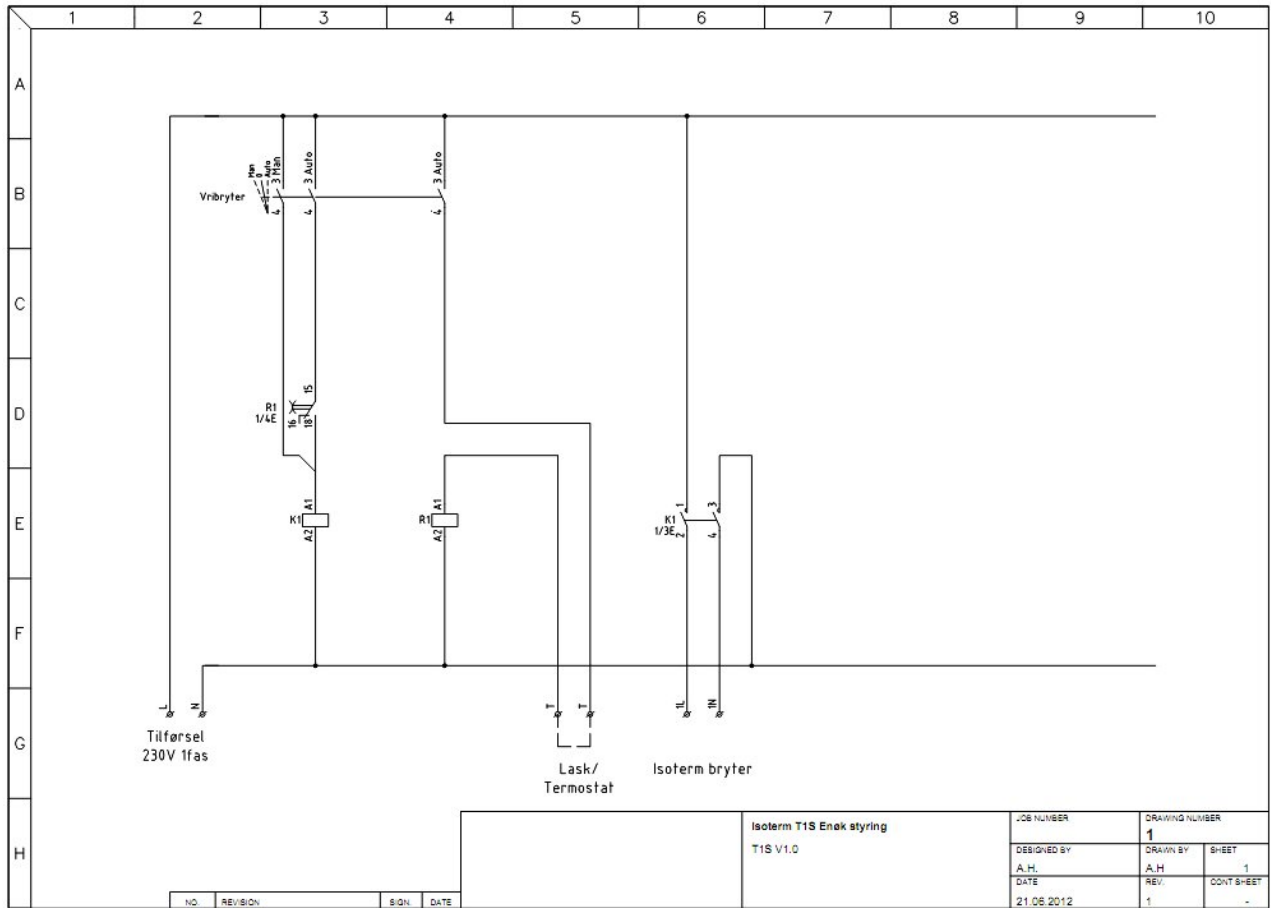 1 2 3 4 5 6 7 8 9 10
A
B
C
D
E
F
G
H
Man
0
Auto
3 Man
3 Auto
3 Auto
Vribryter
4
4
4
15
R1
1/4E
16
18
A1
K1
A2
A1
R1
A2
1
3
K1
1/3E
2
4
L
N
T
T
1L
1N
Tilførsel
230V 1fas
Lask/
Termostat
Isoterm bryter
Isoterm T1S Enøk styring
T1S V1.0
JOB NUMBER
DRAWING NUMBER
1
DESIGNED BY
A.H.
DRAWN BY
A.H
SHEET
1
DATE
21.06.2012
REV.
1
CONT SHEET
-
NO. REVISION SIGN. DATE